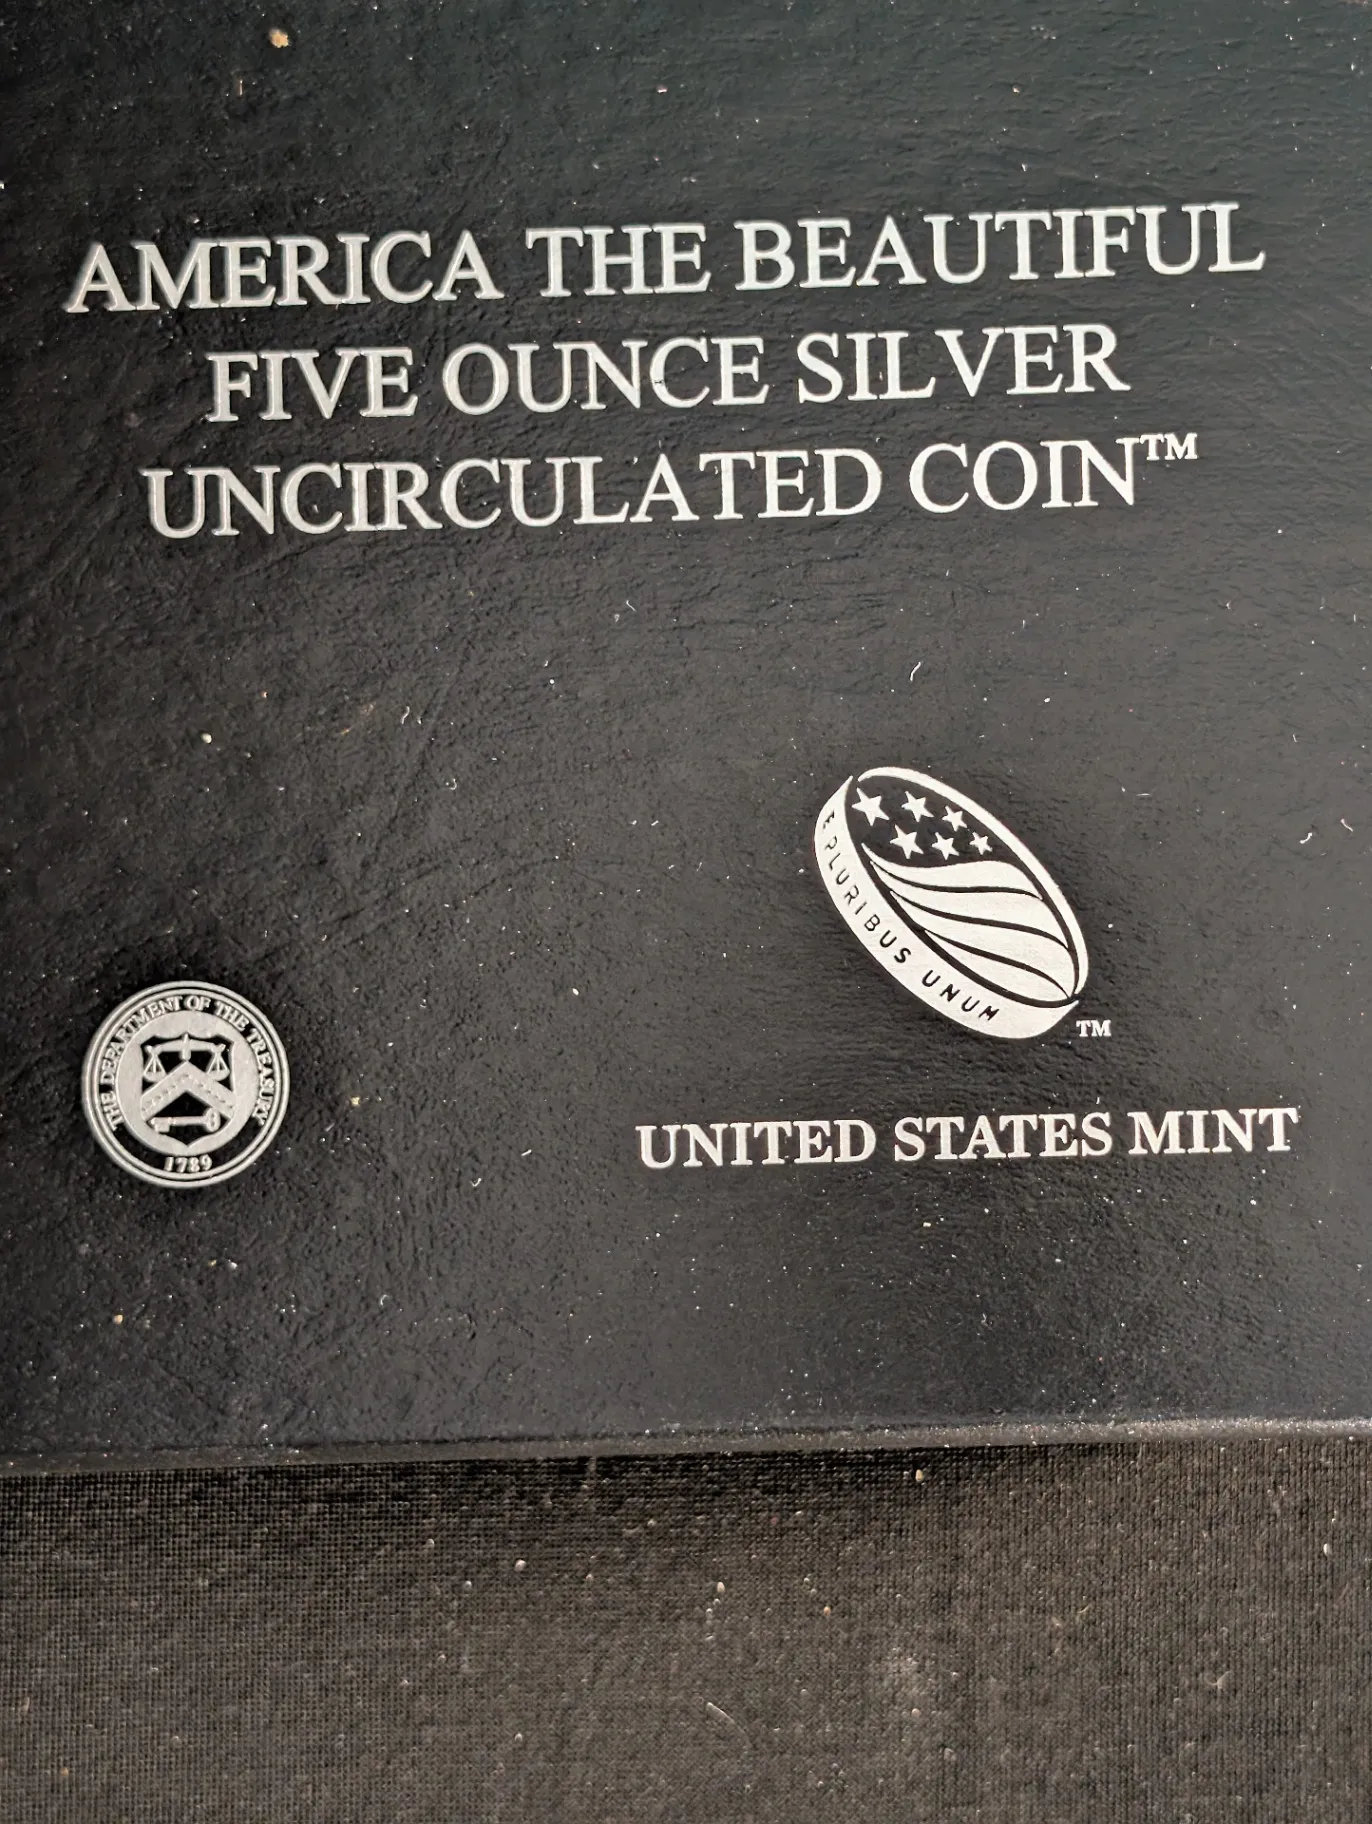 AMERICA THE BEAUTIFUL
FIVE OUNCE SILVER
UNCIRCULATED COIN™
E PLURIBUS UNUM
™
THE DEPARTMENT OF THE TREASURY
1789
UNITED STATES MINT